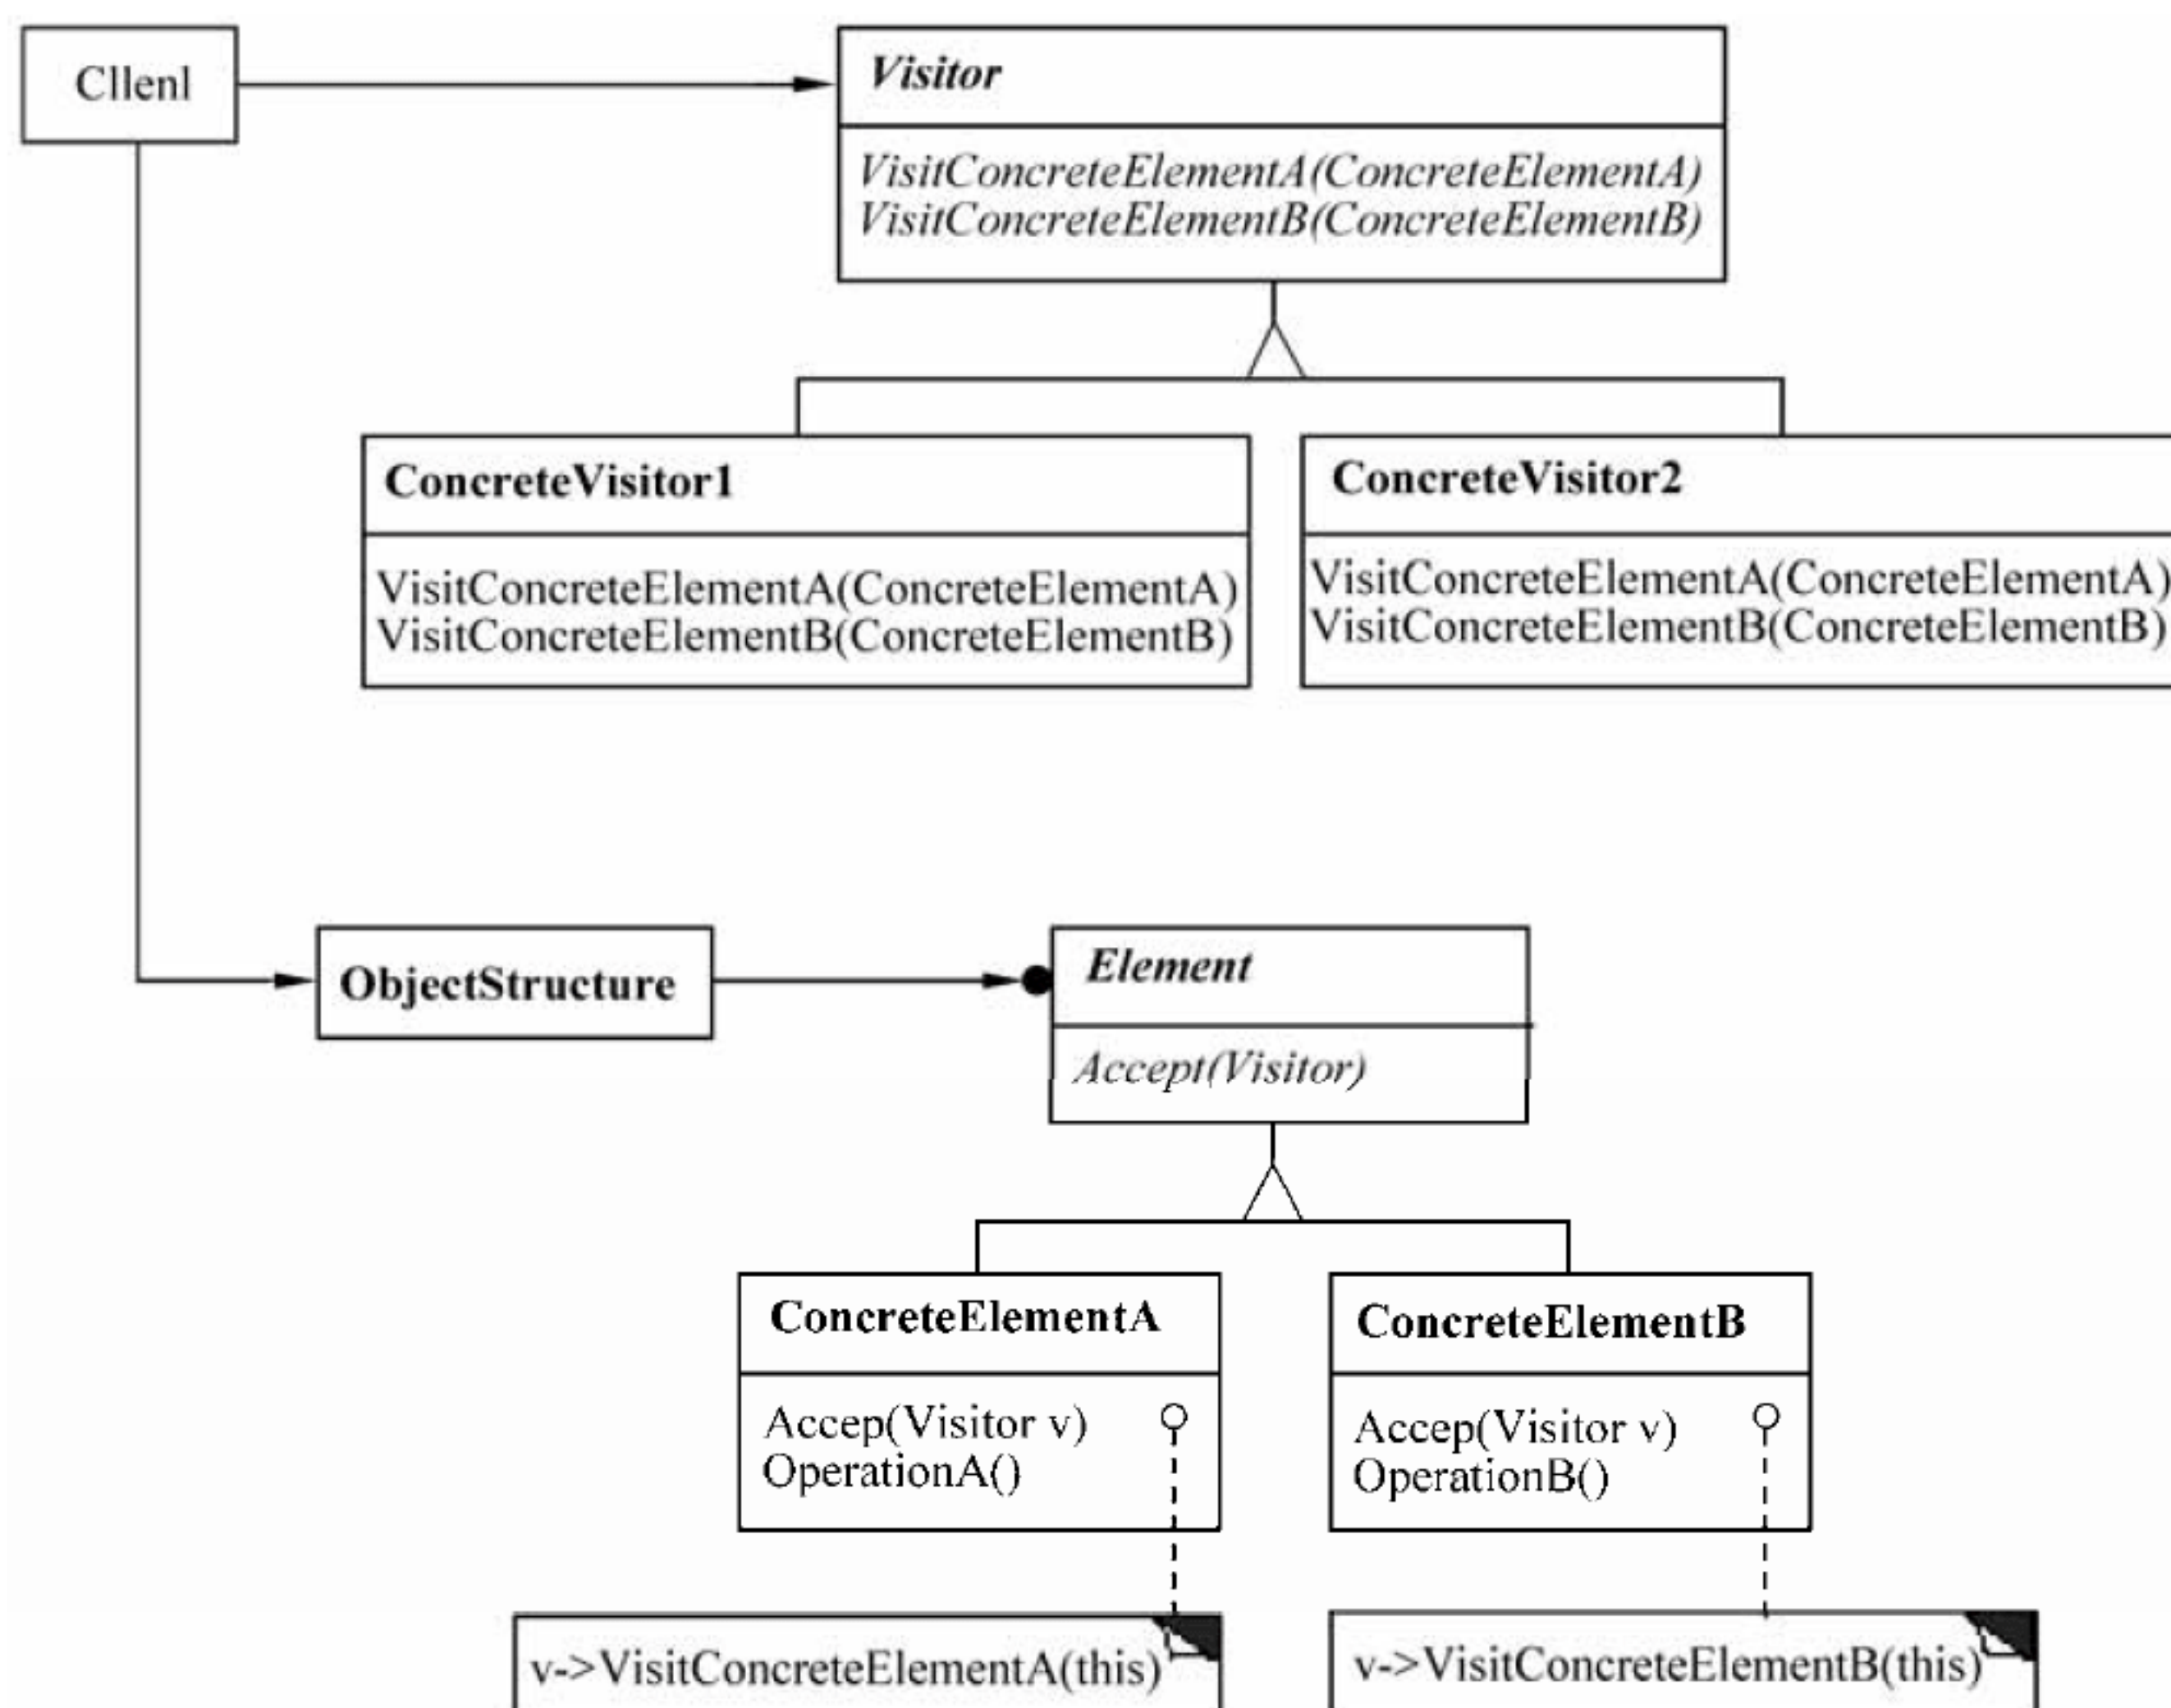 Cllenl
Visitor
VisitConcreteElementA(ConcreteElementA)
VisitConcreteElementB(ConcreteElementB)
ConcreteVisitor1
VisitConcreteElementA(ConcreteElementA)
VisitConcreteElementB(ConcreteElementB)
ConcreteVisitor2
VisitConcreteElementA(ConcreteElementA)
VisitConcreteElementB(ConcreteElementB)
ObjectStructure
Element
Accept(Visitor)
ConcreteElementA
Accep(Visitor v)
OperationA()
ConcreteElementB
Accep(Visitor v)
OperationB()
v->VisitConcreteElementA(this)
v->VisitConcreteElementB(this)